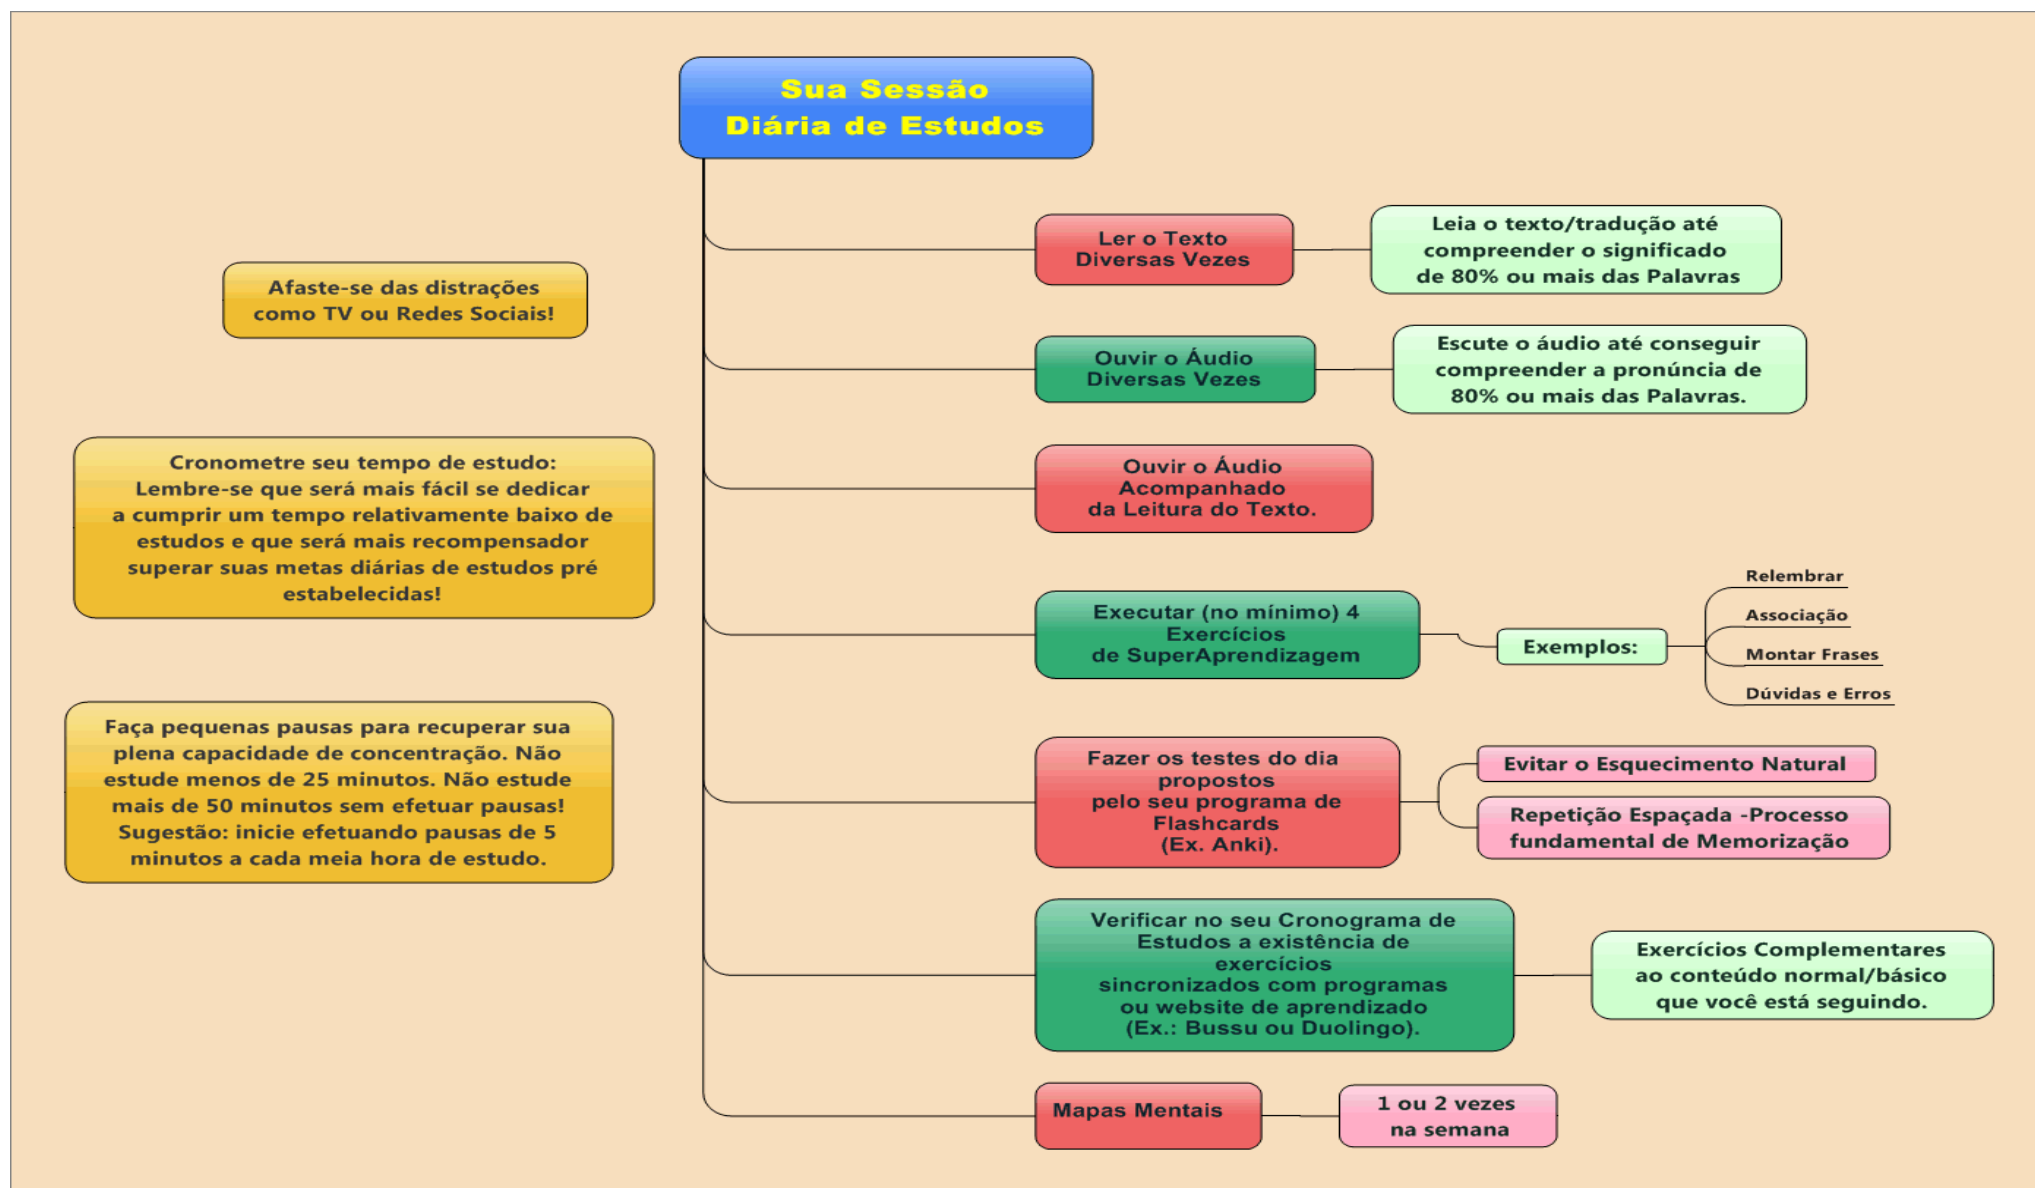 Sua Sessão
Diária de Estudos
Afaste-se das distrações
como TV ou Redes Sociais!
Cronometre seu tempo de estudo:
Lembre-se que será mais fácil se dedicar
a cumprir um tempo relativamente baixo de
estudos e que será mais recompensador
superar suas metas diárias de estudos pré
estabelecidas!
Faça pequenas pausas para recuperar sua
plena capacidade de concentração. Não
estude menos de 25 minutos. Não estude
mais de 50 minutos sem efetuar pausas!
Sugestão: inicie efetuando pausas de 5
minutos a cada meia hora de estudo.
Ler o Texto
Diversas Vezes
Leia o texto/tradução até
compreender o significado
de 80% ou mais das Palavras
Ouvir o Áudio
Diversas Vezes
Escute o áudio até conseguir
compreender a pronúncia de
80% ou mais das Palavras.
Ouvir o Áudio
Acompanhado
da Leitura do Texto.
Executar (no mínimo) 4
Exercícios
de SuperAprendizagem
Exemplos:
Relembrar
Associação
Montar Frases
Dúvidas e Erros
Fazer os testes do dia
propostos
pelo seu programa de
Flashcards
(Ex. Anki).
Evitar o Esquecimento Natural
Repetição Espaçada -Processo
fundamental de Memorização
Verificar no seu Cronograma de
Estudos a existência de
exercícios
sincronizados com programas
ou website de aprendizado
(Ex.: Bussu ou Duolingo).
Exercícios Complementares
ao conteúdo normal/básico
que você está seguindo.
Mapas Mentais
1 ou 2 vezes
na semana